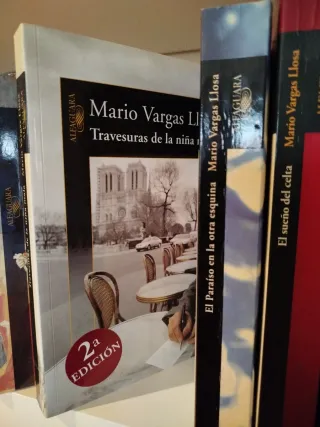 ALFAGUARA
Mario Vargas Ll
Travesuras de la niña
2a
EDICIÓN
ALFAGUARA
El Paraíso en la otra esquina Mario Vargas Llosa
ALFAGUARA
El sueño del celta Mario Vargas Llosa